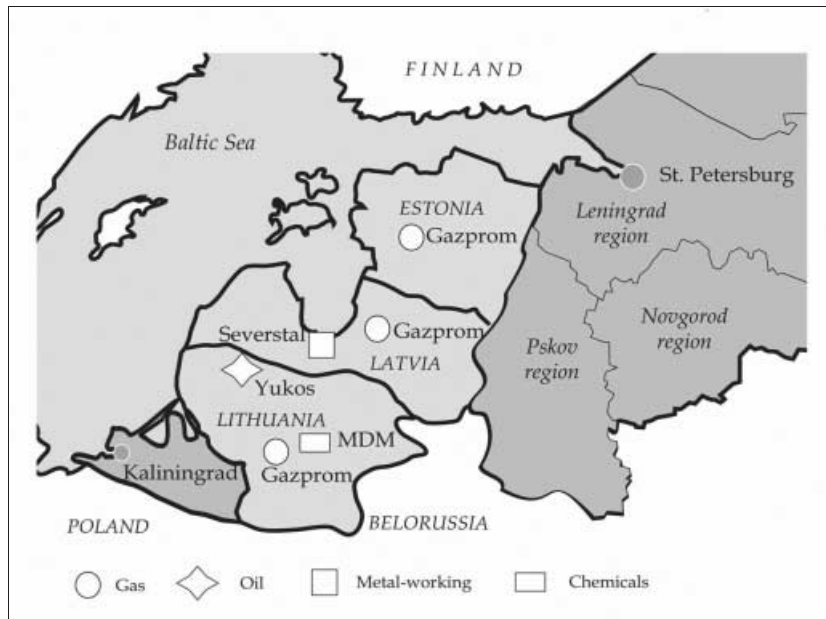 FINLAND
Baltic Sea
St. Petersburg
ESTONIA
Leningrad
region
Gazprom
Novgorod
region
Severstal
Gazprom
Pskov
region
LATVIA
Yukos
LITHUANIA
MDM
Kaliningrad
Gazprom
POLAND
BELORUSSIA
Gas
Oil
Metal-working
Chemicals